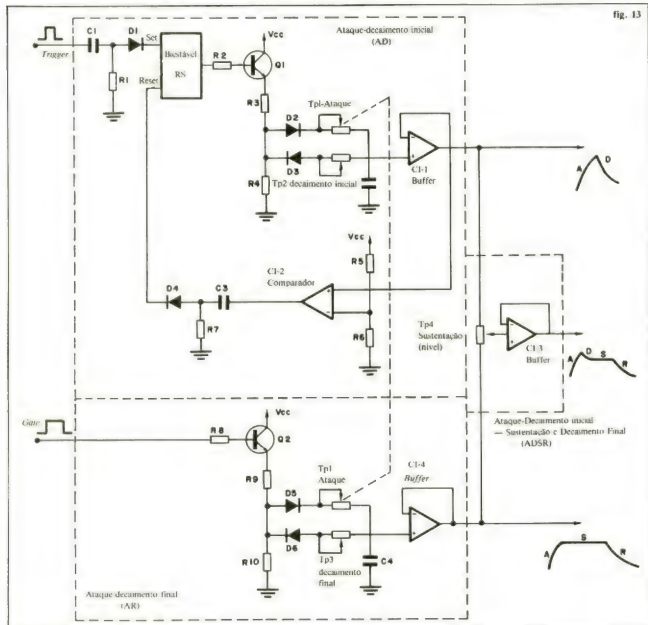 fig. 13
Trigger
C1
D1
Set
Biestável
RS
Reset
R1
R2
Vcc
Q1
Ataque-decaimento inicial
(AD)
R3
D2
Tp1-Ataque
D3
Tp2 decaimento inicial
R4
CI-1
Buffer
A
D
Vcc
R5
CI-2
Comparador
D4
C3
R7
R6
Tp4
Sustentação
(nível)
CI-3
Buffer
A
D
S
R
Ataque-Decaimento inicial
— Sustentação e Decaimento Final
(ADSR)
Gate
R8
Vcc
Q2
R9
D5
Tp1
Ataque
D6
Tp3
decaimento
final
R10
C4
CI-4
Buffer
A
S
R
Ataque decaimento final
(AR)